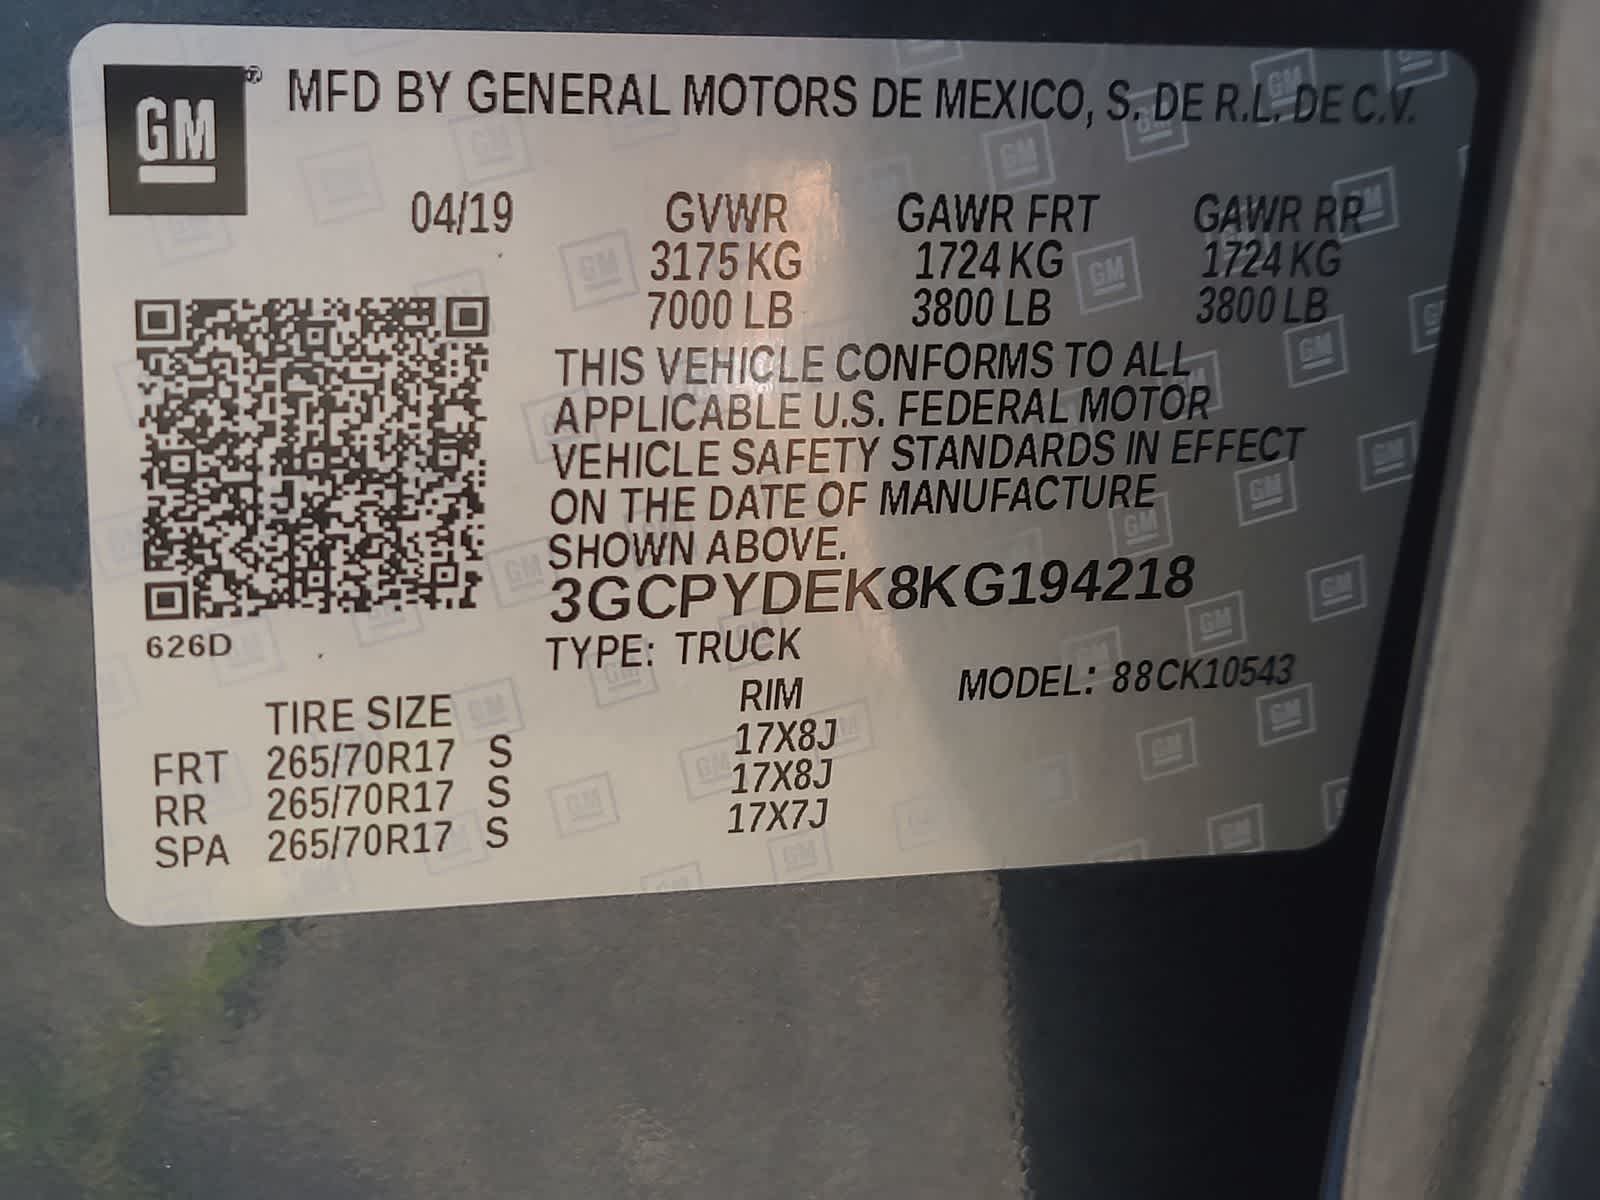 GM® MFD BY GENERAL MOTORS DE MEXICO, S. DE R.L. DE C.V.
04/19 GVWR GAWR FRT GAWR RR
3175 KG 1724 KG 1724 KG
7000 LB 3800 LB 3800 LB
THIS VEHICLE CONFORMS TO ALL
APPLICABLE U.S. FEDERAL MOTOR
VEHICLE SAFETY STANDARDS IN EFFECT
ON THE DATE OF MANUFACTURE
SHOWN ABOVE.
3GCPYDEK8KG194218
626D
TYPE: TRUCK
MODEL: 88CK10543
TIRE SIZE RIM
FRT 265/70R17 S 17X8J
RR 265/70R17 S 17X8J
SPA 265/70R17 S 17X7J